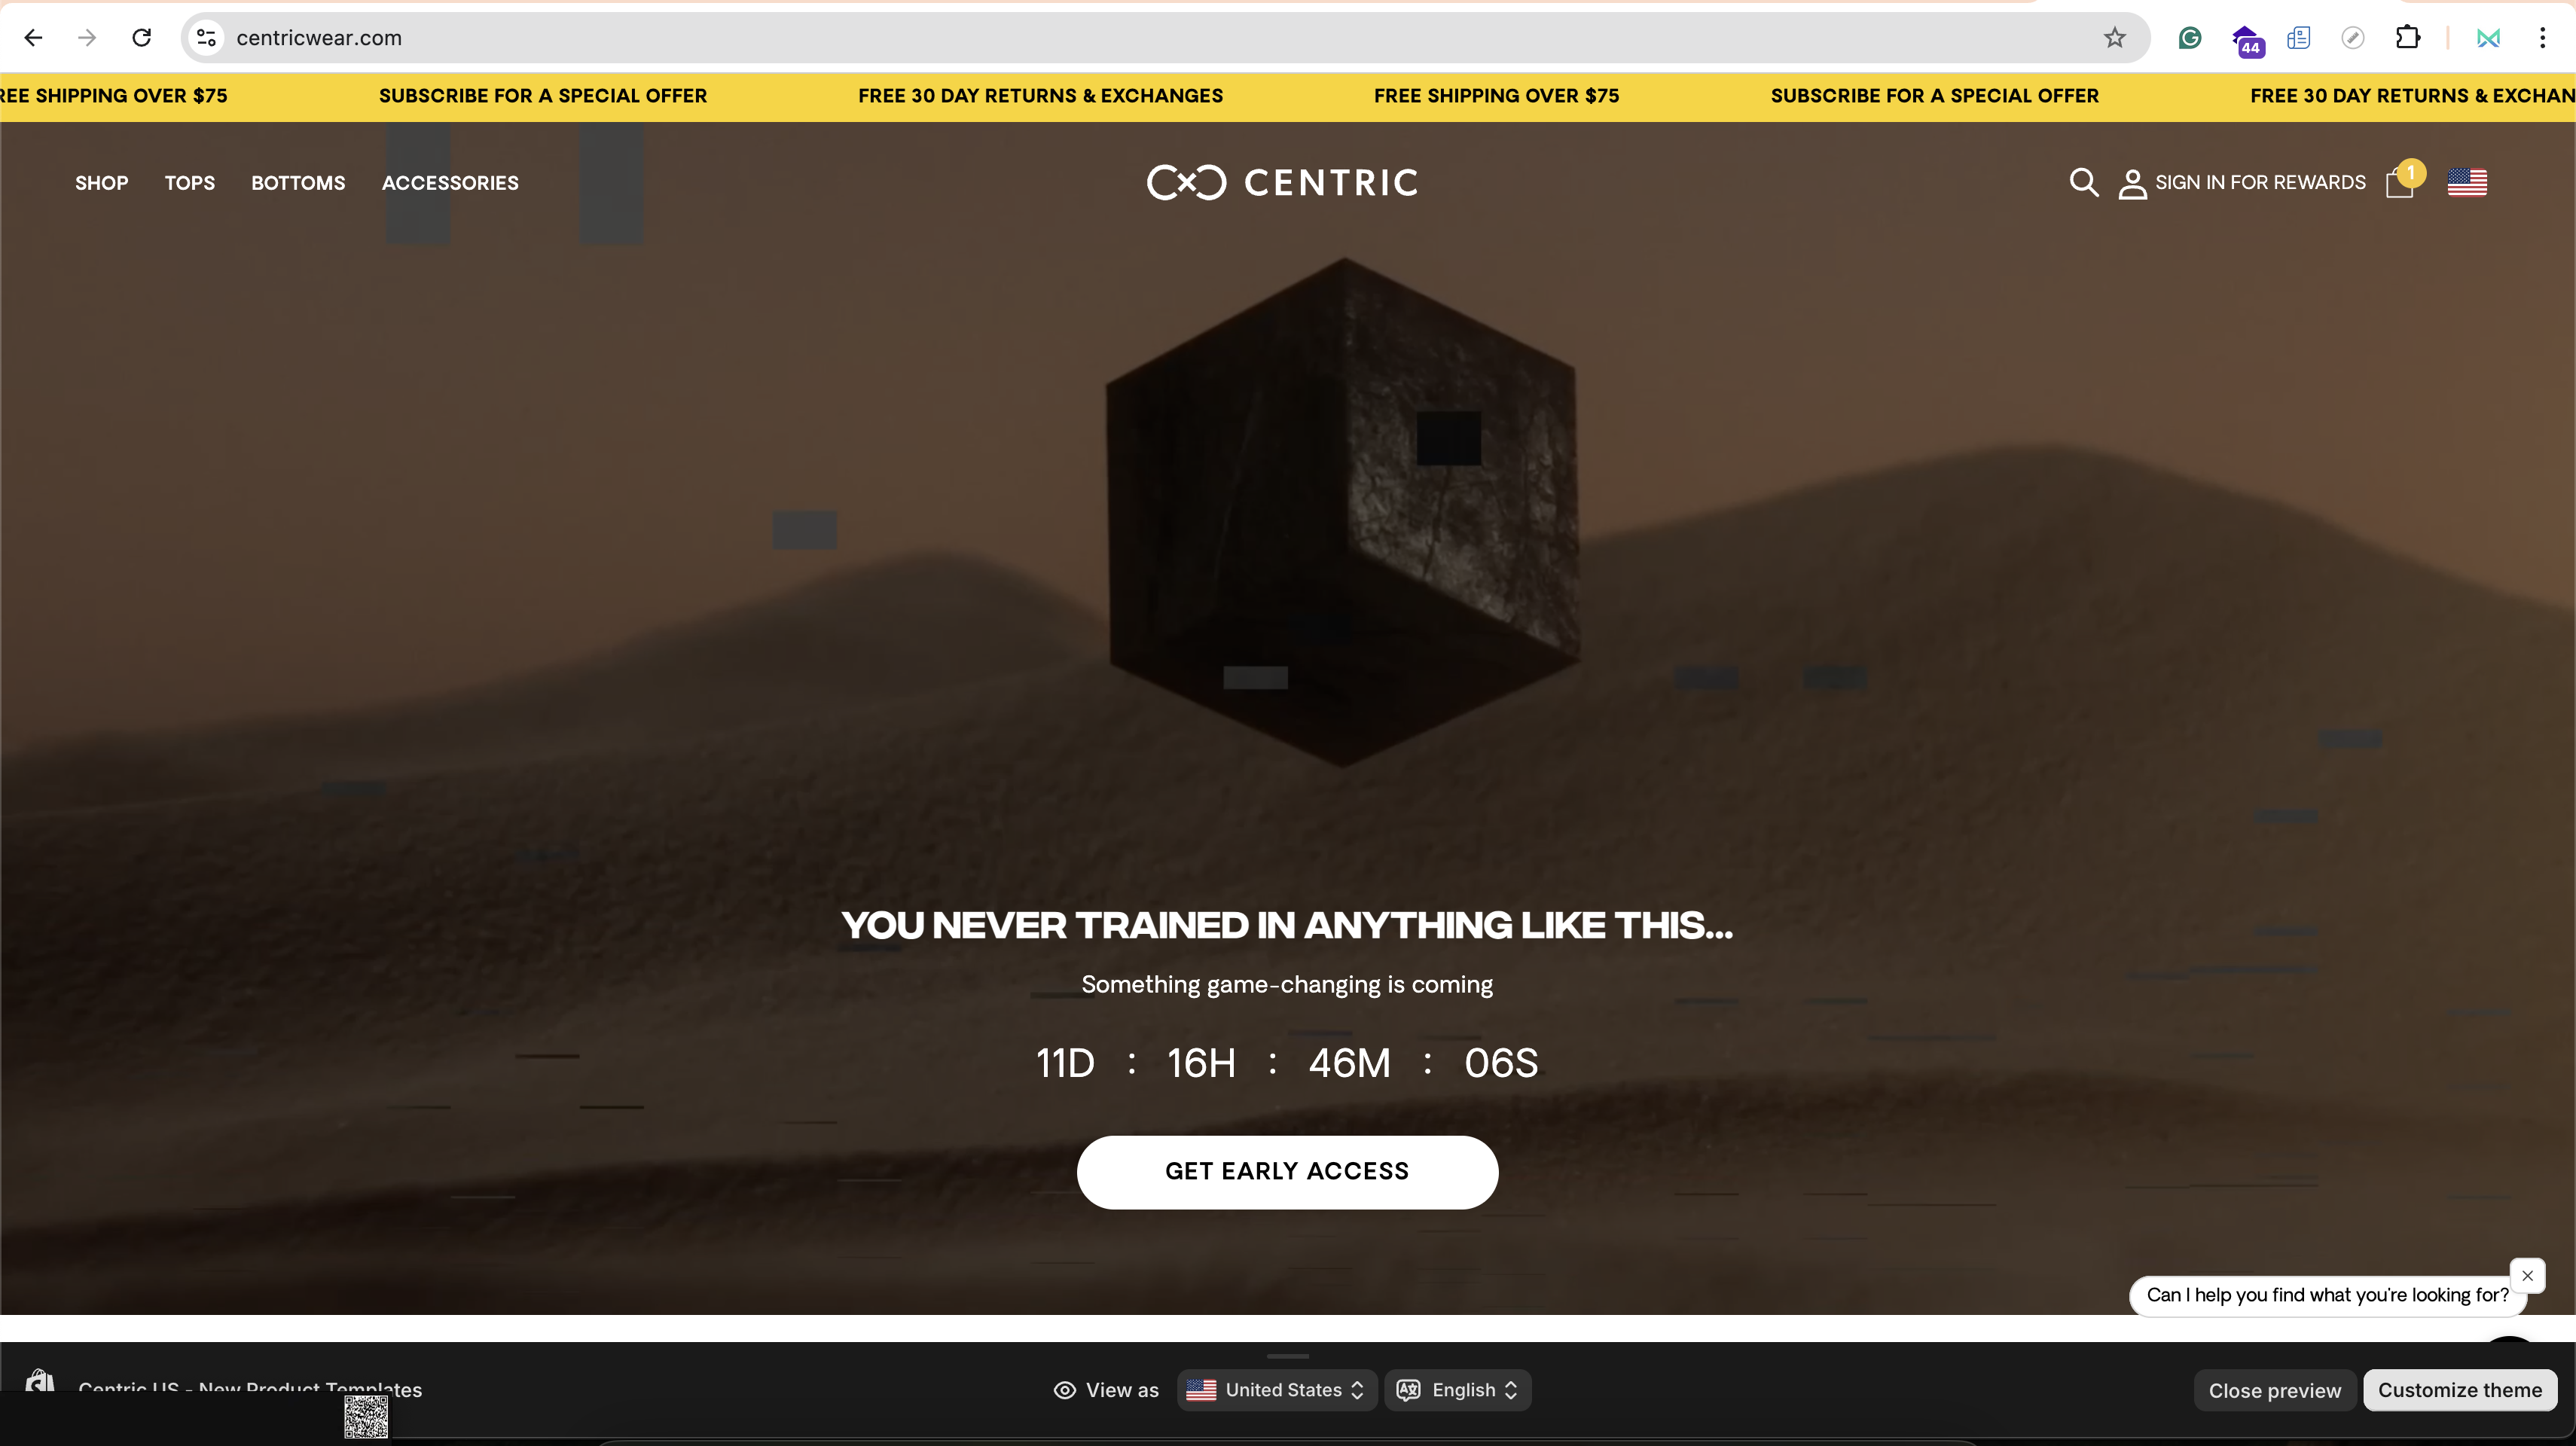 centricwear.com
44
REE SHIPPING OVER $75 SUBSCRIBE FOR A SPECIAL OFFER FREE 30 DAY RETURNS & EXCHANGES FREE SHIPPING OVER $75 SUBSCRIBE FOR A SPECIAL OFFER FREE 30 DAY RETURNS & EXCHAN
SHOP TOPS BOTTOMS ACCESSORIES CENTRIC SIGN IN FOR REWARDS 1
YOU NEVER TRAINED IN ANYTHING LIKE THIS...
Something game-changing is coming
11D : 16H : 46M : 06S
GET EARLY ACCESS
Can I help you find what you're looking for?
Centric US - New Product Templates View as United States English Close preview Customize theme